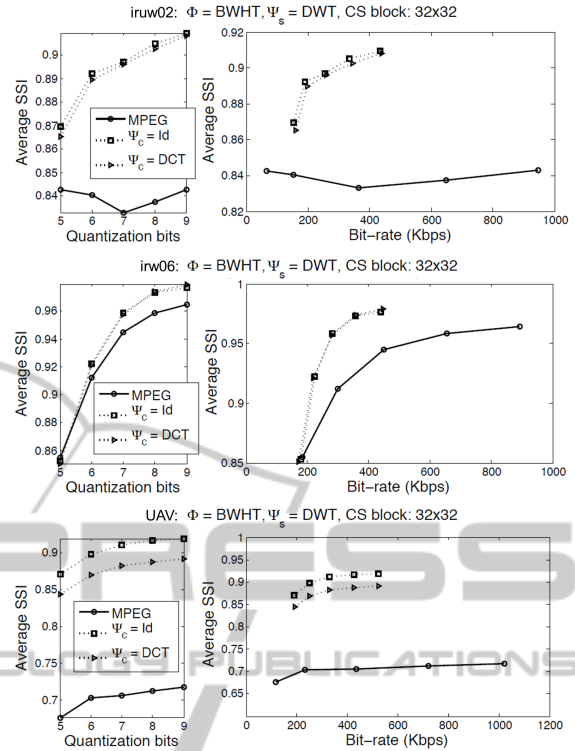 iruw02: Φ = BWHT, Ψs = DWT, CS block: 32x32
Average SSI
0.9
0.89
0.88
0.87
0.86
0.85
0.84
5 6 7 8 9
Quantization bits
MPEG
Ψc = Id
Ψc = DCT
Average SSI
0.92
0.9
0.88
0.86
0.84
0.82
0 200 400 600 800 1000
Bit-rate (Kbps)
irw06: Φ = BWHT, Ψs = DWT, CS block: 32x32
Average SSI
0.96
0.94
0.92
0.9
0.88
0.86
5 6 7 8 9
Quantization bits
MPEG
Ψc = Id
Ψc = DCT
Average SSI
1
0.95
0.9
0.85
0 200 400 600 800 1000
Bit-rate (Kbps)
UAV: Φ = BWHT, Ψs = DWT, CS block: 32x32
Average SSI
0.9
0.85
0.8
0.75
0.7
5 6 7 8 9
Quantization bits
MPEG
Ψc = Id
Ψc = DCT
Average SSI
1
0.95
0.90
0.85
0.80
0.75
0.70
0.65
0 200 400 600 800 1000 1200
Bit-rate (Kbps)
PRESS
OLOGY PUBLICATIONS